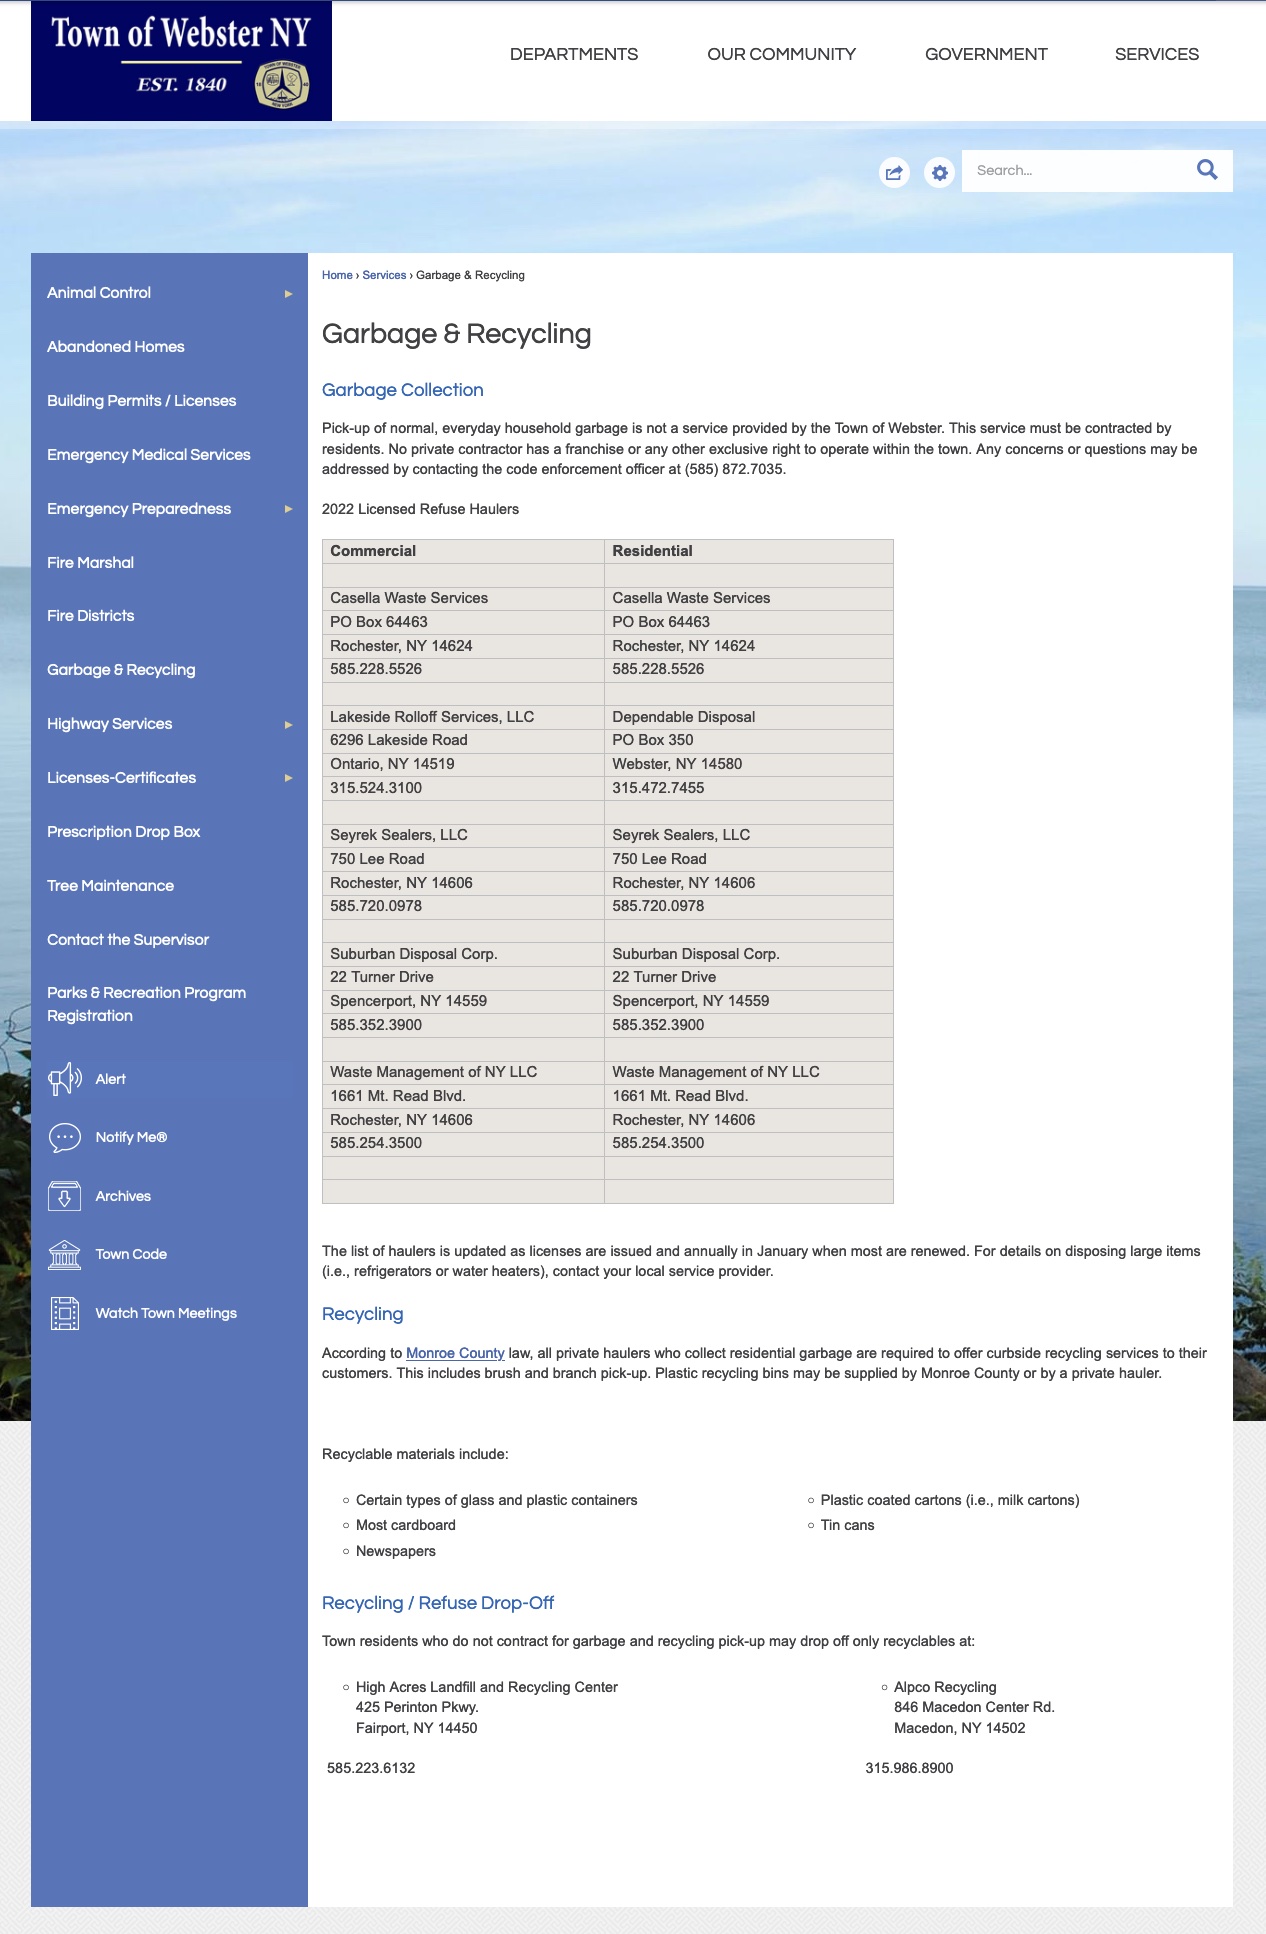 Town of Webster NY
EST. 1840
DEPARTMENTS
OUR COMMUNITY
GOVERNMENT
SERVICES
Search...
Animal Control
Abandoned Homes
Building Permits / Licenses
Emergency Medical Services
Emergency Preparedness
Fire Marshal
Fire Districts
Garbage & Recycling
Highway Services
Licenses-Certificates
Prescription Drop Box
Tree Maintenance
Contact the Supervisor
Parks & Recreation Program
Registration
Alert
Notify Me®
Archives
Town Code
Watch Town Meetings
Home › Services › Garbage & Recycling
Garbage & Recycling
Garbage Collection
Pick-up of normal, everyday household garbage is not a service provided by the Town of Webster. This service must be contracted by
residents. No private contractor has a franchise or any other exclusive right to operate within the town. Any concerns or questions may be
addressed by contacting the code enforcement officer at (585) 872.7035.
2022 Licensed Refuse Haulers
Commercial Residential
Casella Waste Services Casella Waste Services
PO Box 64463 PO Box 64463
Rochester, NY 14624 Rochester, NY 14624
585.228.5526 585.228.5526
Lakeside Rolloff Services, LLC Dependable Disposal
6296 Lakeside Road PO Box 350
Ontario, NY 14519 Webster, NY 14580
315.524.3100 315.472.7455
Seyrek Sealers, LLC Seyrek Sealers, LLC
750 Lee Road 750 Lee Road
Rochester, NY 14606 Rochester, NY 14606
585.720.0978 585.720.0978
Suburban Disposal Corp. Suburban Disposal Corp.
22 Turner Drive 22 Turner Drive
Spencerport, NY 14559 Spencerport, NY 14559
585.352.3900 585.352.3900
Waste Management of NY LLC Waste Management of NY LLC
1661 Mt. Read Blvd. 1661 Mt. Read Blvd.
Rochester, NY 14606 Rochester, NY 14606
585.254.3500 585.254.3500
The list of haulers is updated as licenses are issued and annually in January when most are renewed. For details on disposing large items
(i.e., refrigerators or water heaters), contact your local service provider.
Recycling
According to Monroe County law, all private haulers who collect residential garbage are required to offer curbside recycling services to their
customers. This includes brush and branch pick-up. Plastic recycling bins may be supplied by Monroe County or by a private hauler.
Recyclable materials include:
Certain types of glass and plastic containers
Most cardboard
Newspapers
Plastic coated cartons (i.e., milk cartons)
Tin cans
Recycling / Refuse Drop-Off
Town residents who do not contract for garbage and recycling pick-up may drop off only recyclables at:
High Acres Landfill and Recycling Center
425 Perinton Pkwy.
Fairport, NY 14450
585.223.6132
Alpco Recycling
846 Macedon Center Rd.
Macedon, NY 14502
315.986.8900